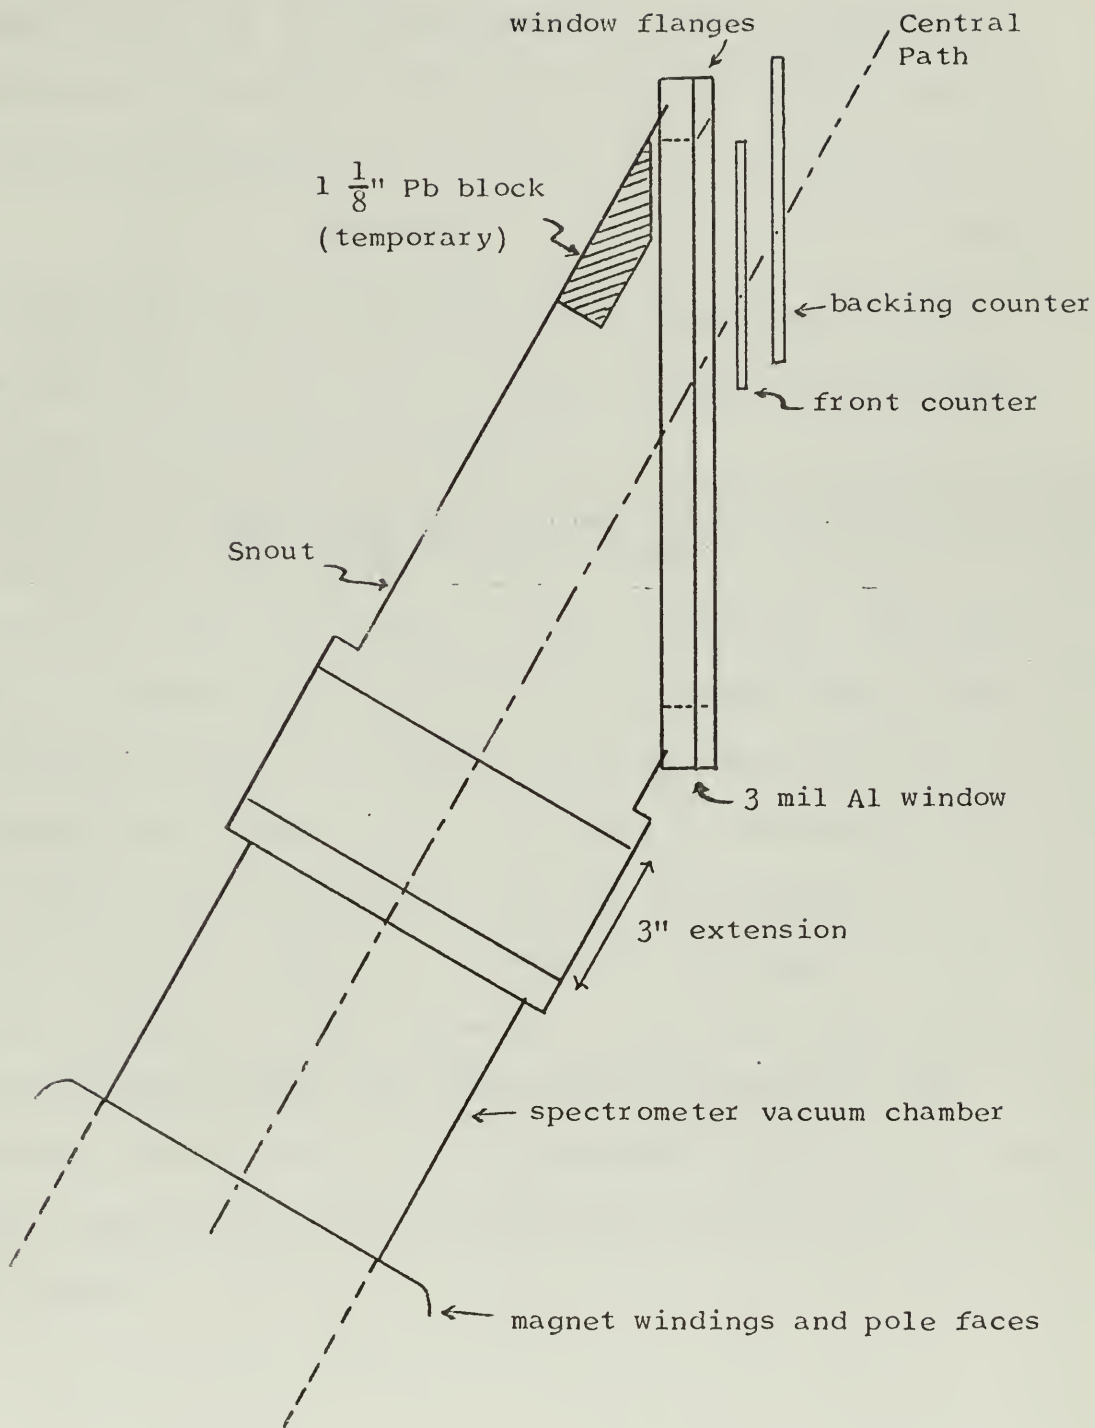 window flanges
Central
Path
1 1/8" Pb block
(temporary)
backing counter
front counter
Snout
3 mil Al window
3" extension
spectrometer vacuum chamber
magnet windings and pole faces